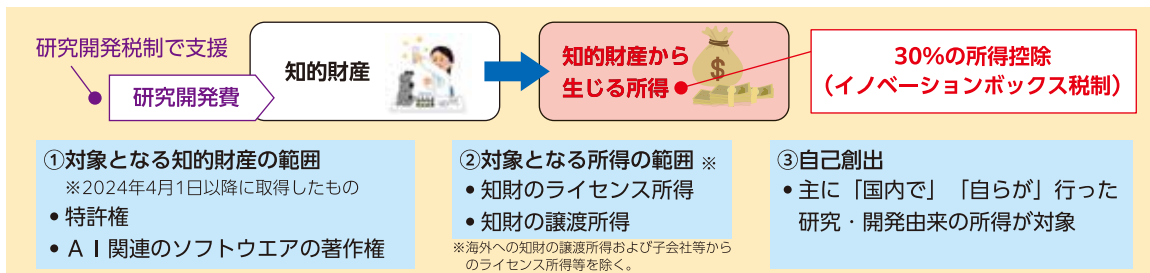 研究開発税制で支援
研究開発費
知的財産
知的財産から
生じる所得
$
30%の所得控除
（イノベーションボックス税制）
①対象となる知的財産の範囲
※2024年4月1日以降に取得したもの
• 特許権
• ＡＩ関連のソフトウエアの著作権
②対象となる所得の範囲 ※
• 知財のライセンス所得
• 知財の譲渡所得
※海外への知財の譲渡所得および子会社等から
のライセンス所得等を除く。
③自己創出
• 主に「国内で」「自らが」行った
研究・開発由来の所得が対象